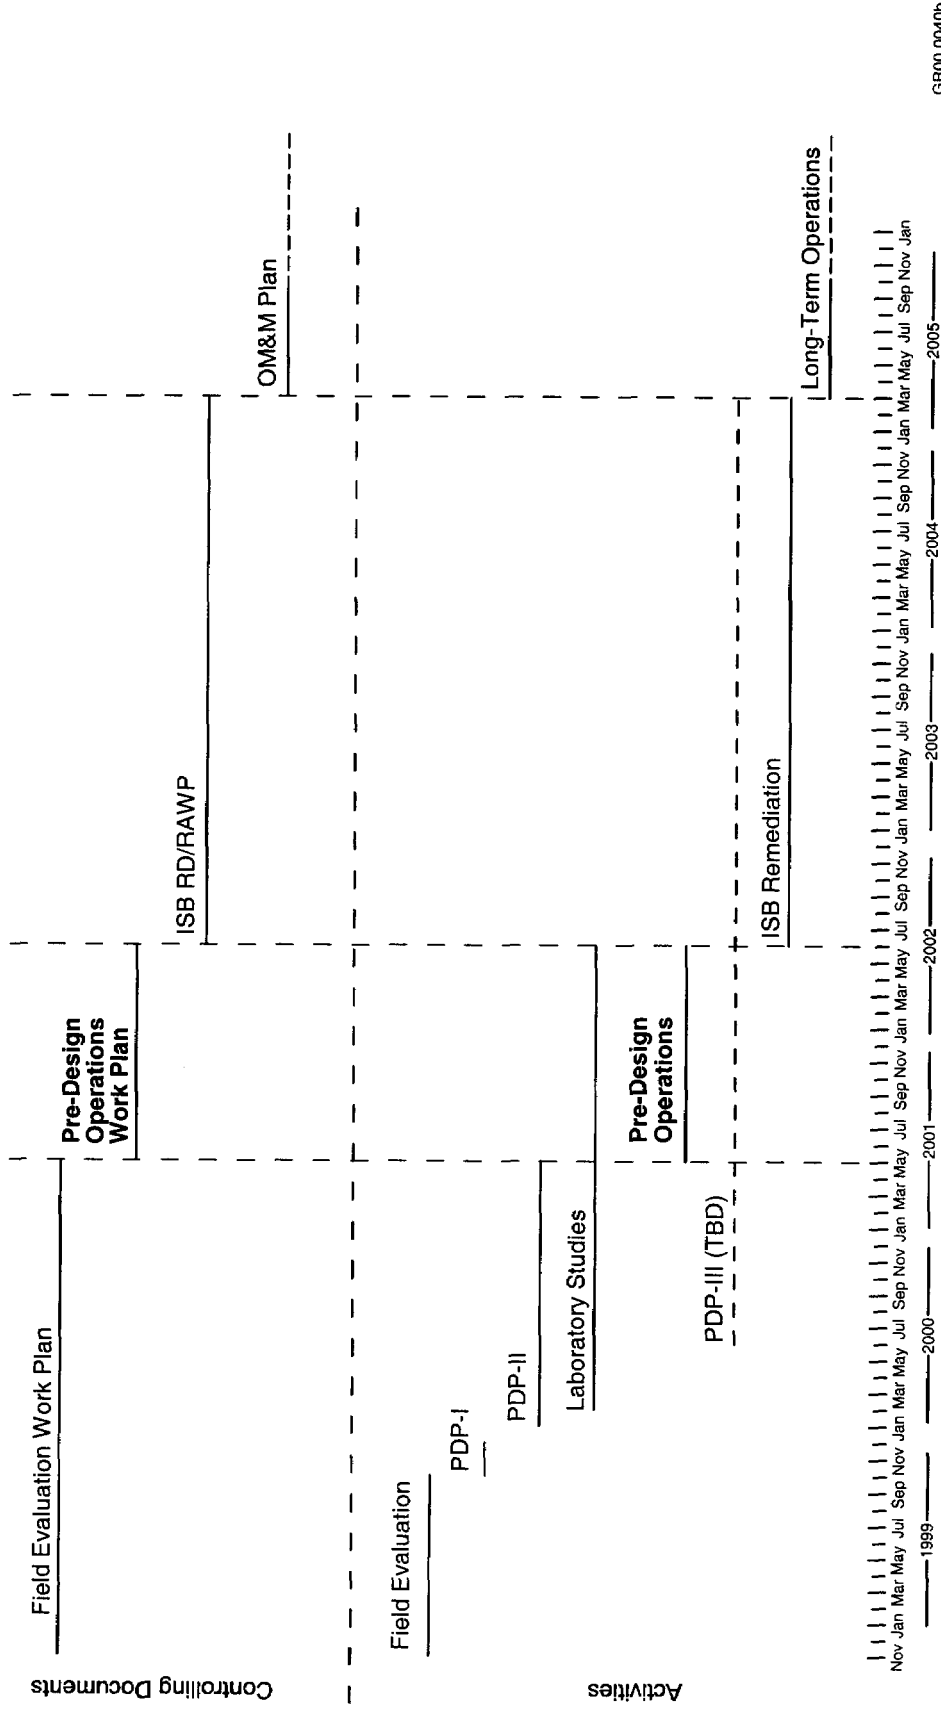 Controlling Documents
Field Evaluation Work Plan
Pre-Design
Operations
Work Plan
ISB RD/RAWP
OM&M Plan
Activities
Field Evaluation
PDP-I
PDP-II
Laboratory Studies
Pre-Design
Operations
PDP-III (TBD)
ISB Remediation
Long-Term Operations
Nov Jan Mar May Jul Sep Nov Jan Mar May Jul Sep Nov Jan Mar May Jul Sep Nov Jan Mar May Jul Sep Nov Jan Mar May Jul Sep Nov Jan Mar May Jul Sep Nov Jan Mar May Jul Sep Nov Jan
1999 2000 2001 2002 2003 2004 2005